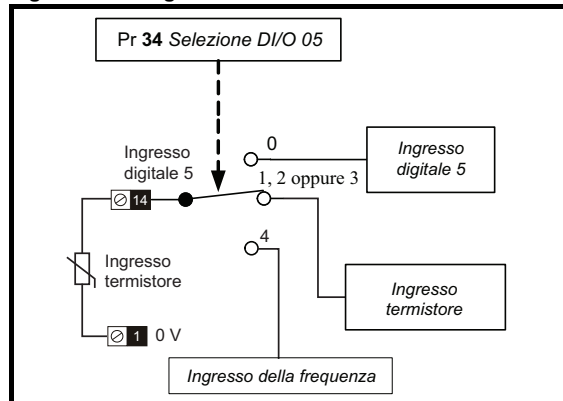 Pr 34 Selezione DI/O 05
Ingresso
digitale 5
14
0
1, 2 oppure 3
4
Ingresso
digitale 5
Ingresso
termistore
1 0 V
Ingresso
termistore
Ingresso della frequenza